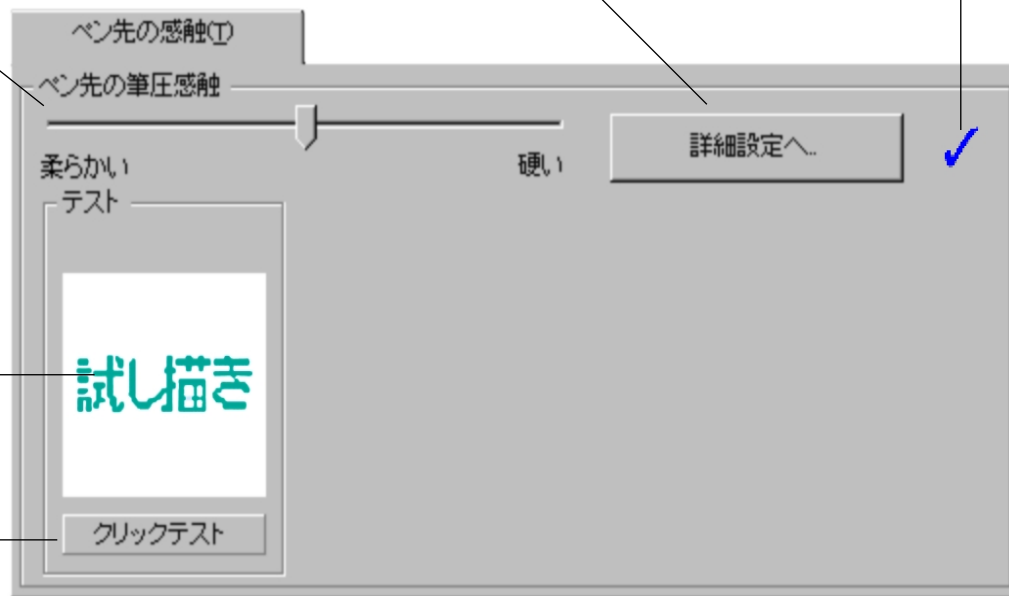 ペン先の感触(T)
ペン先の筆圧感触
詳細設定へ...
柔らかい
硬い
テスト
試し描き
クリックテスト